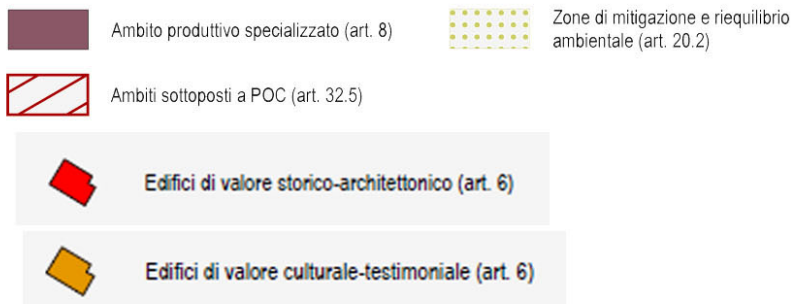 Ambito produttivo specializzato (art. 8)
Zone di mitigazione e riequilibrio
ambientale (art. 20.2)
Ambiti sottoposti a POC (art. 32.5)
Edifici di valore storico-architettonico (art. 6)
Edifici di valore culturale-testimoniale (art. 6)